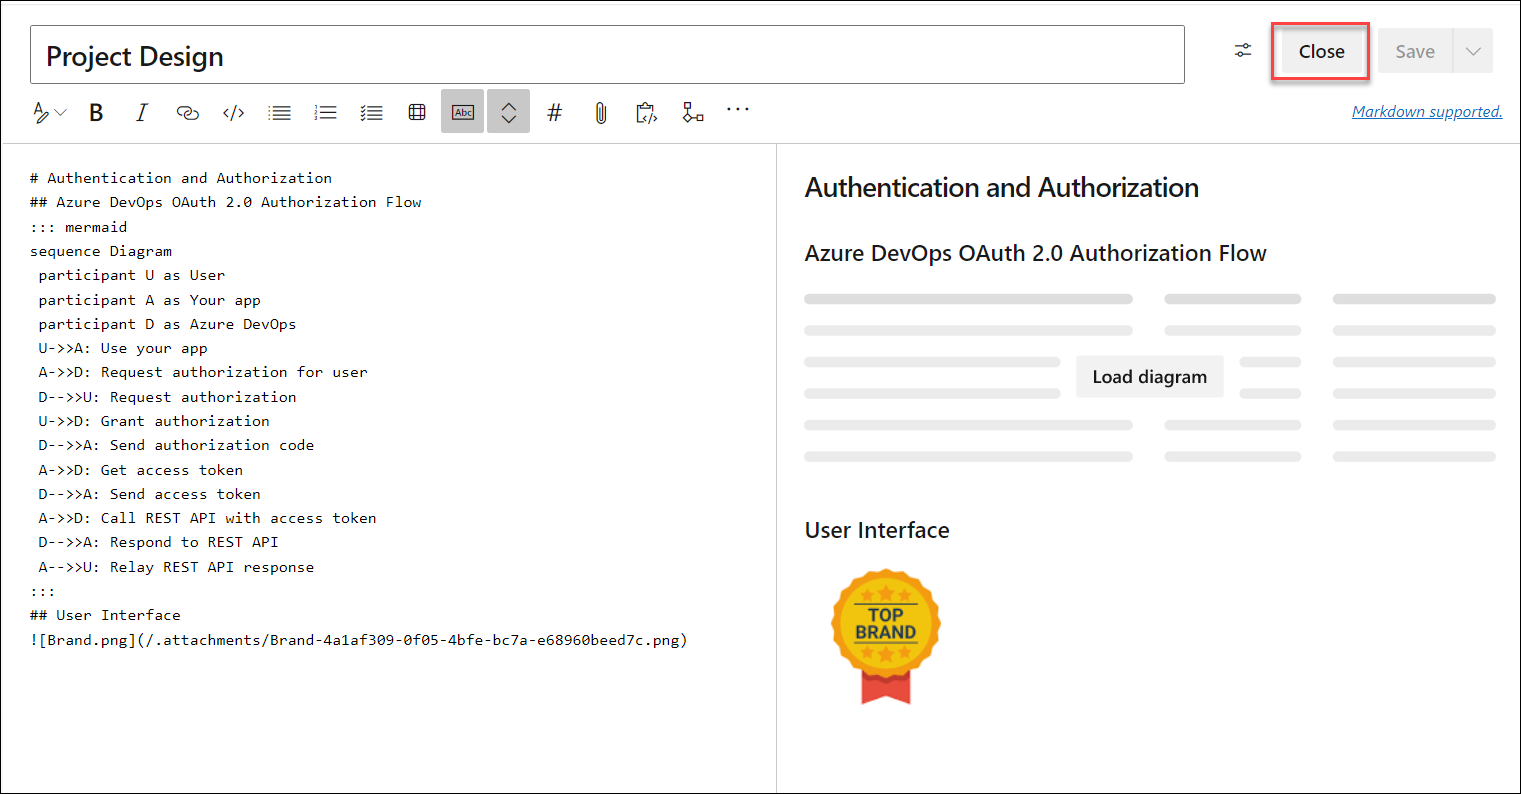 Project Design
Close
Save
B
I
</>
Abc
#
...
Markdown supported.
# Authentication and Authorization
## Azure DevOps OAuth 2.0 Authorization Flow
::: mermaid
sequence Diagram
participant U as User
participant A as Your app
participant D as Azure DevOps
U->>A: Use your app
A->>D: Request authorization for user
D-->>U: Request authorization
U->>D: Grant authorization
D-->>A: Send authorization code
A->>D: Get access token
D-->>A: Send access token
A->>D: Call REST API with access token
D-->>A: Respond to REST API
A-->>U: Relay REST API response
:::
## User Interface
![Brand.png](/.attachments/Brand-4a1af309-0f05-4bfe-bc7a-e68960beed7c.png)
Authentication and Authorization
Azure DevOps OAuth 2.0 Authorization Flow
Load diagram
User Interface
TOP
BRAND